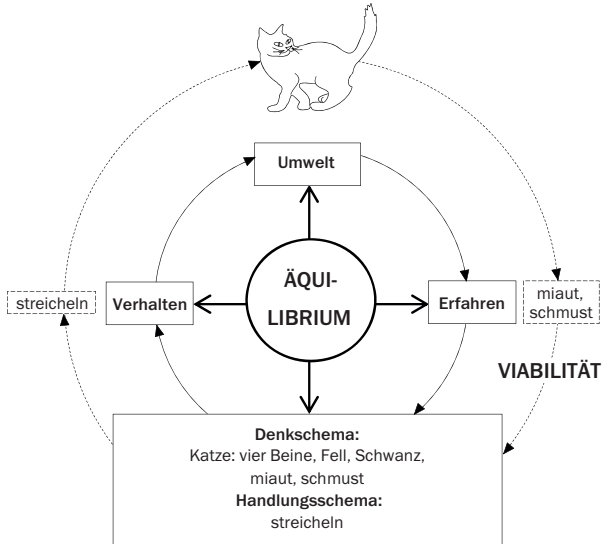 Umwelt
ÄQUI-
LIBRIUM
streicheln
Verhalten
Erfahren
miaut,
schmust
VIABILITÄT
Denkschema:
Katze: vier Beine, Fell, Schwanz,
miaut, schmust
Handlungsschema:
streicheln